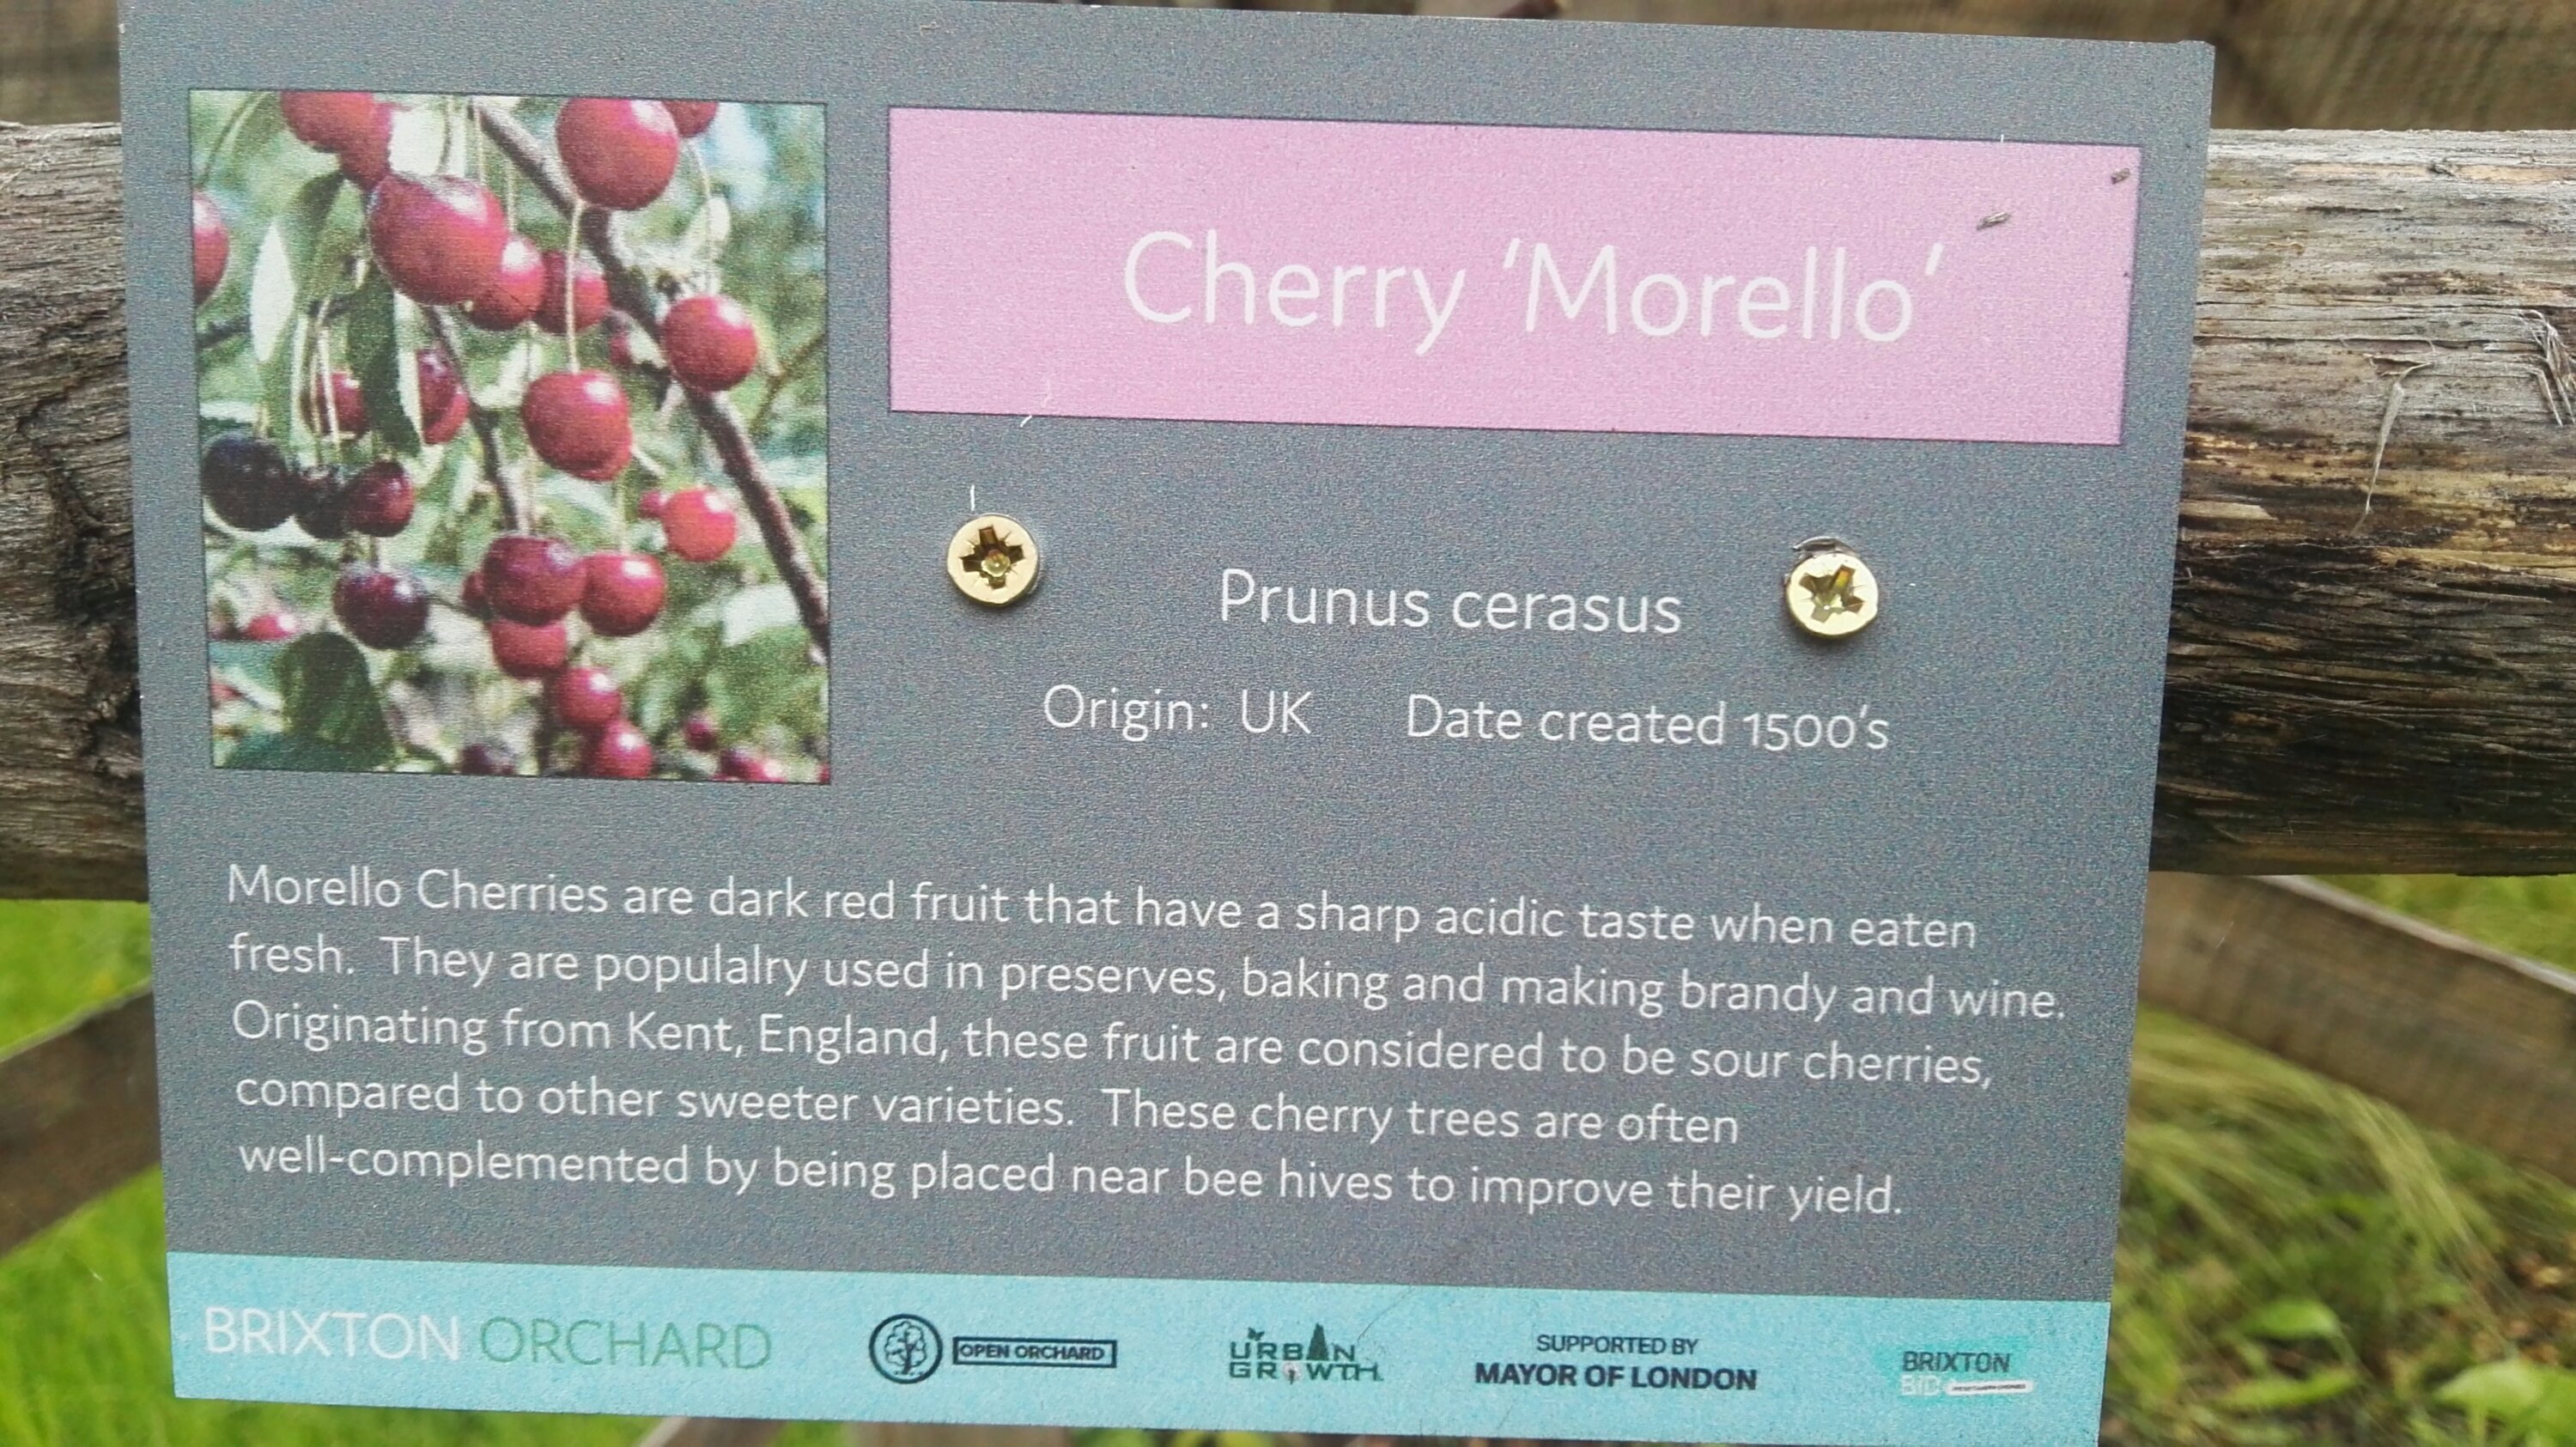 Cherry ‘Morello’
Prunus cerasus
Origin: UK Date created 1500’s
Morello Cherries are dark red fruit that have a sharp acidic taste when eaten
fresh. They are populalry used in preserves, baking and making brandy and wine.
Originating from Kent, England, these fruit are considered to be sour cherries,
compared to other sweeter varieties. These cherry trees are often
well-complemented by being placed near bee hives to improve their yield.
BRIXTON ORCHARD
OPEN ORCHARD
URBAN
GROWTH
SUPPORTED BY
MAYOR OF LONDON
BRIXTON
BID